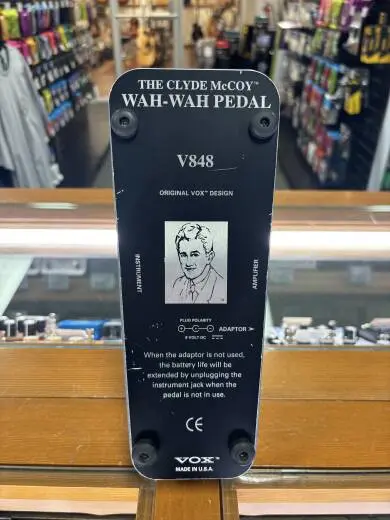 THE CLYDE McCOY™
WAH-WAH PEDAL
V848
ORIGINAL VOX™ DESIGN
INSTRUMENT
AMPLIFIER
PLUG POLARITY
ADAPTOR
9 VOLT DC
When the adaptor is not used,
the battery life will be
extended by unplugging the
instrument jack when the
pedal is not in use.
CE
VOX™
MADE IN U.S.A.